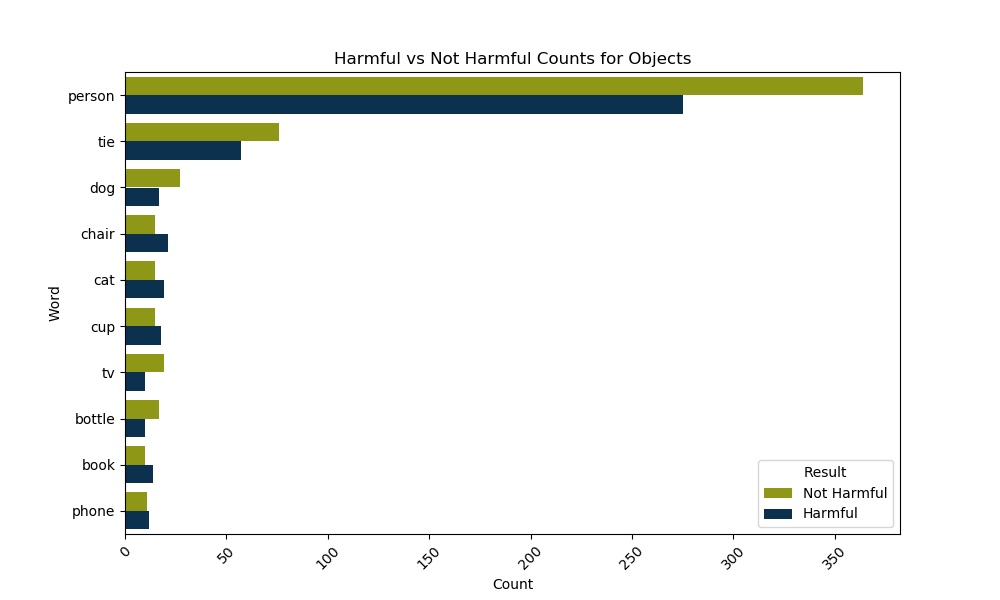 Harmful vs Not Harmful Counts for Objects
person
tie
dog
chair
cat
cup
tv
bottle
book
phone
Word
0
50
100
150
200
250
300
350
Count
Result
Not Harmful
Harmful